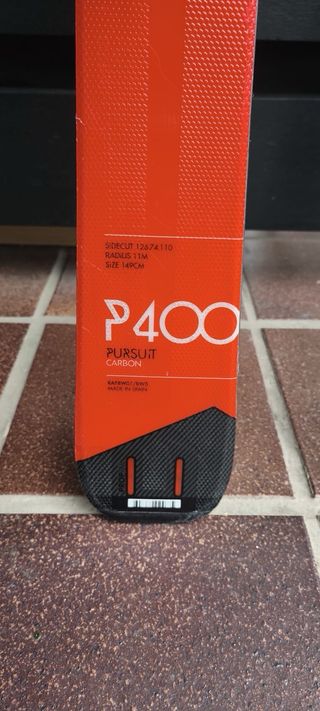 SIDECUT 126.74.110
RADIUS 11M
SIZE 149CM
P400
PURSUIT
CARBON
MADE IN SPAIN